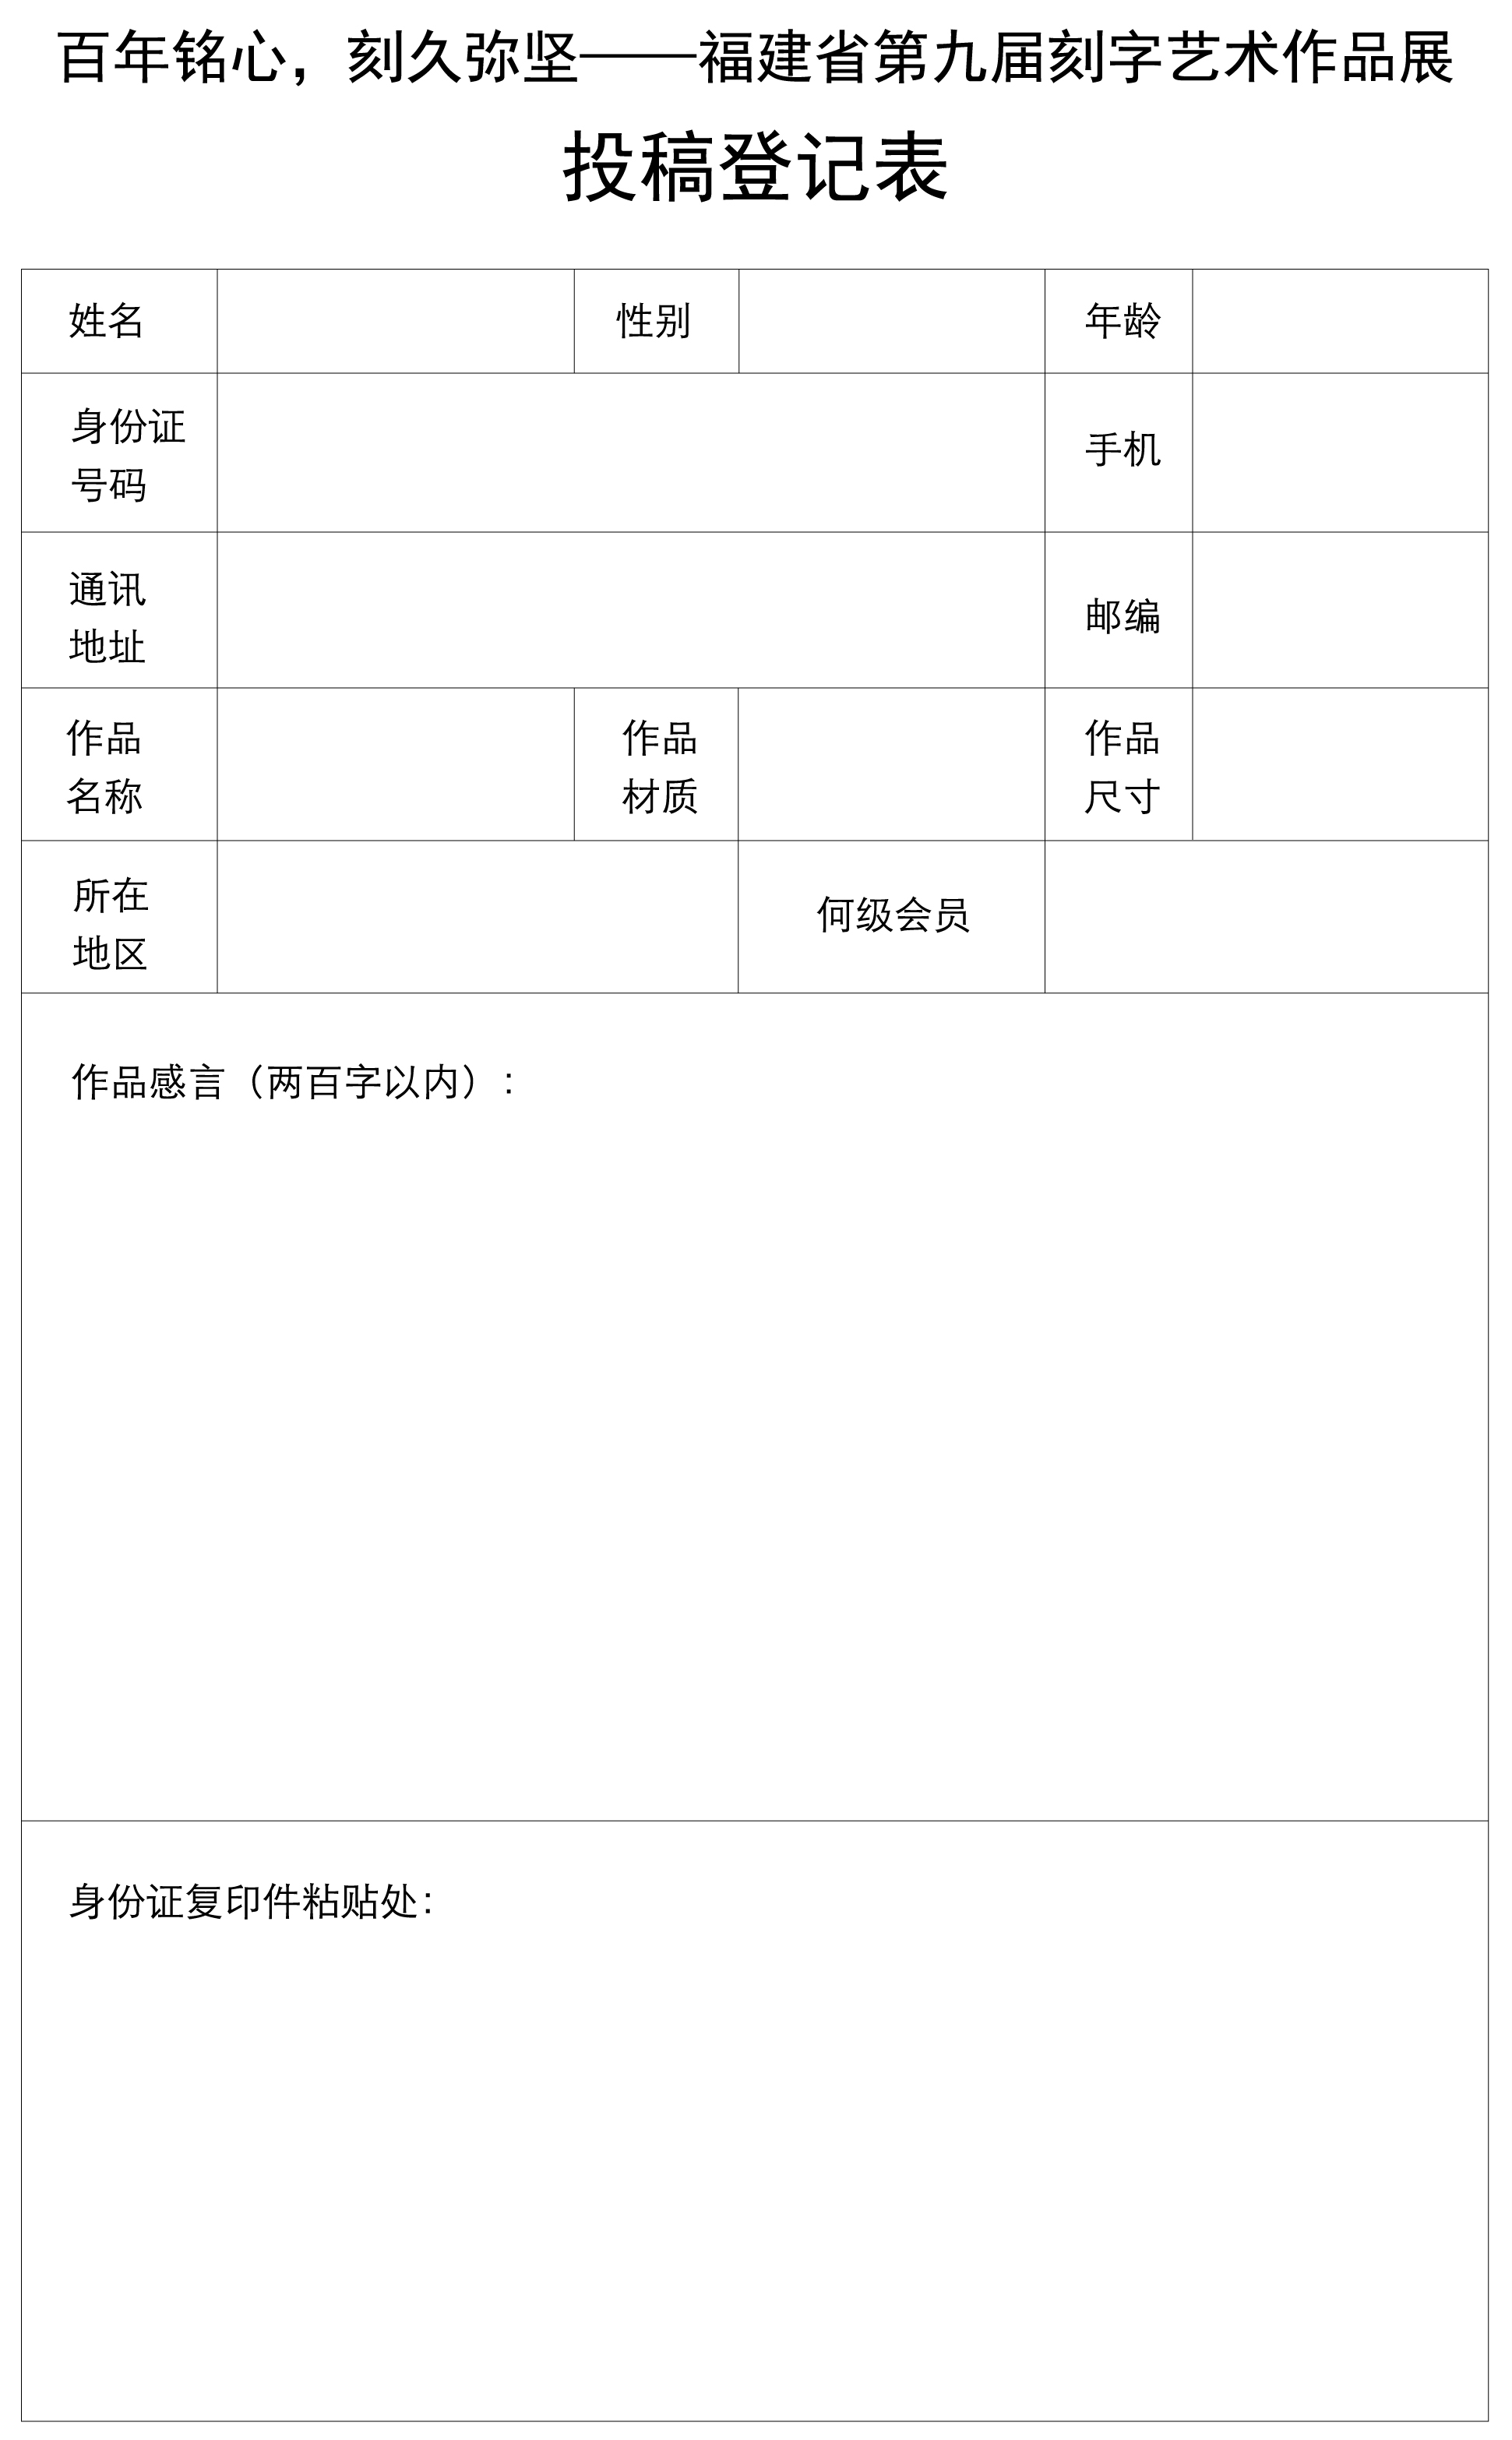 百年铭心，刻久弥坚——福建省第九届刻字艺术作品展
投稿登记表
姓名
性别
年龄
身份证
号码
手机
通讯
地址
邮编
作品
名称
作品
材质
作品
尺寸
所在
地区
何级会员
作品感言（两百字以内）：
身份证复印件粘贴处：